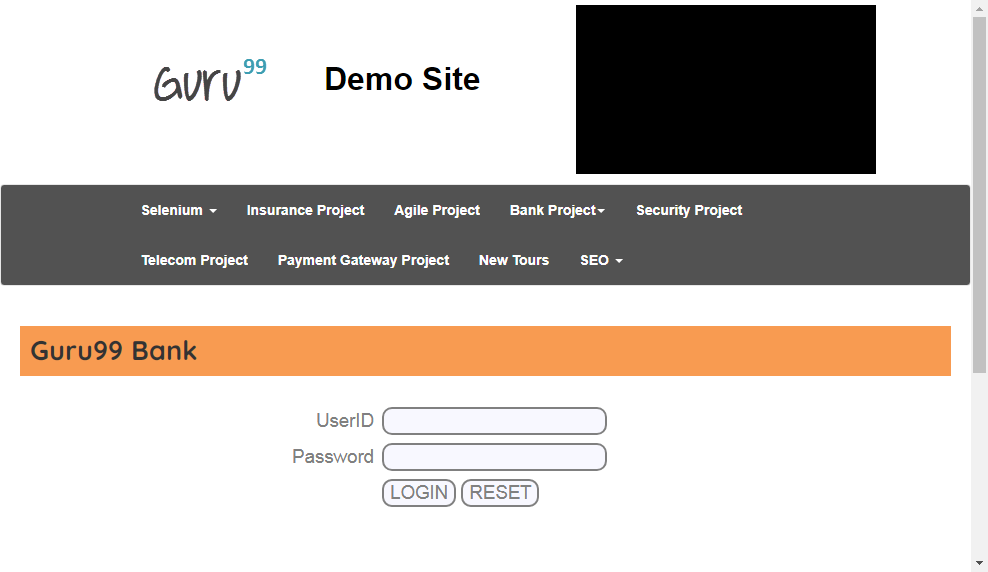 Guru99
Demo Site
Selenium
Insurance Project
Agile Project
Bank Project
Security Project
Telecom Project
Payment Gateway Project
New Tours
SEO
Guru99 Bank
UserID
Password
LOGIN
RESET